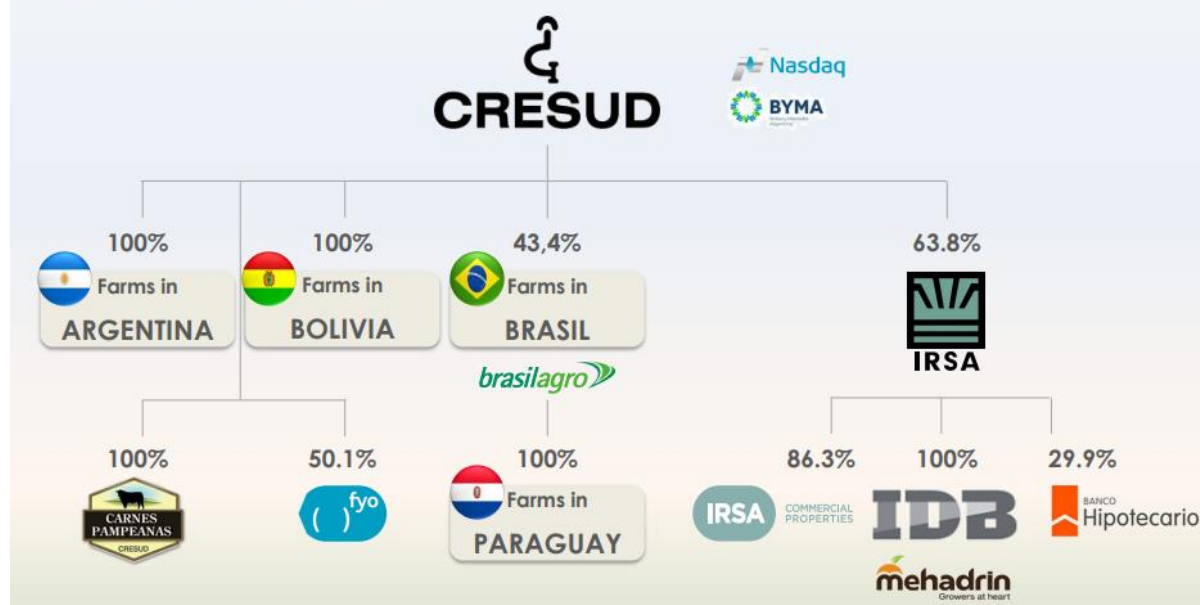 CRESUD
Nasdaq
BYMA
100%
100%
43,4%
63.8%
Farms in
ARGENTINA
Farms in
BOLIVIA
Farms in
BRASIL
brasilagro
IRSA
100%
50.1%
100%
86.3%
100%
29.9%
CARNES
PAMPEANAS
CRESUD
( ) fyo
Farms in
PARAGUAY
IRSA
COMMERCIAL
PROPERTIES
IDB
BANCO
Hipotecario
mehadrin
Growers at heart